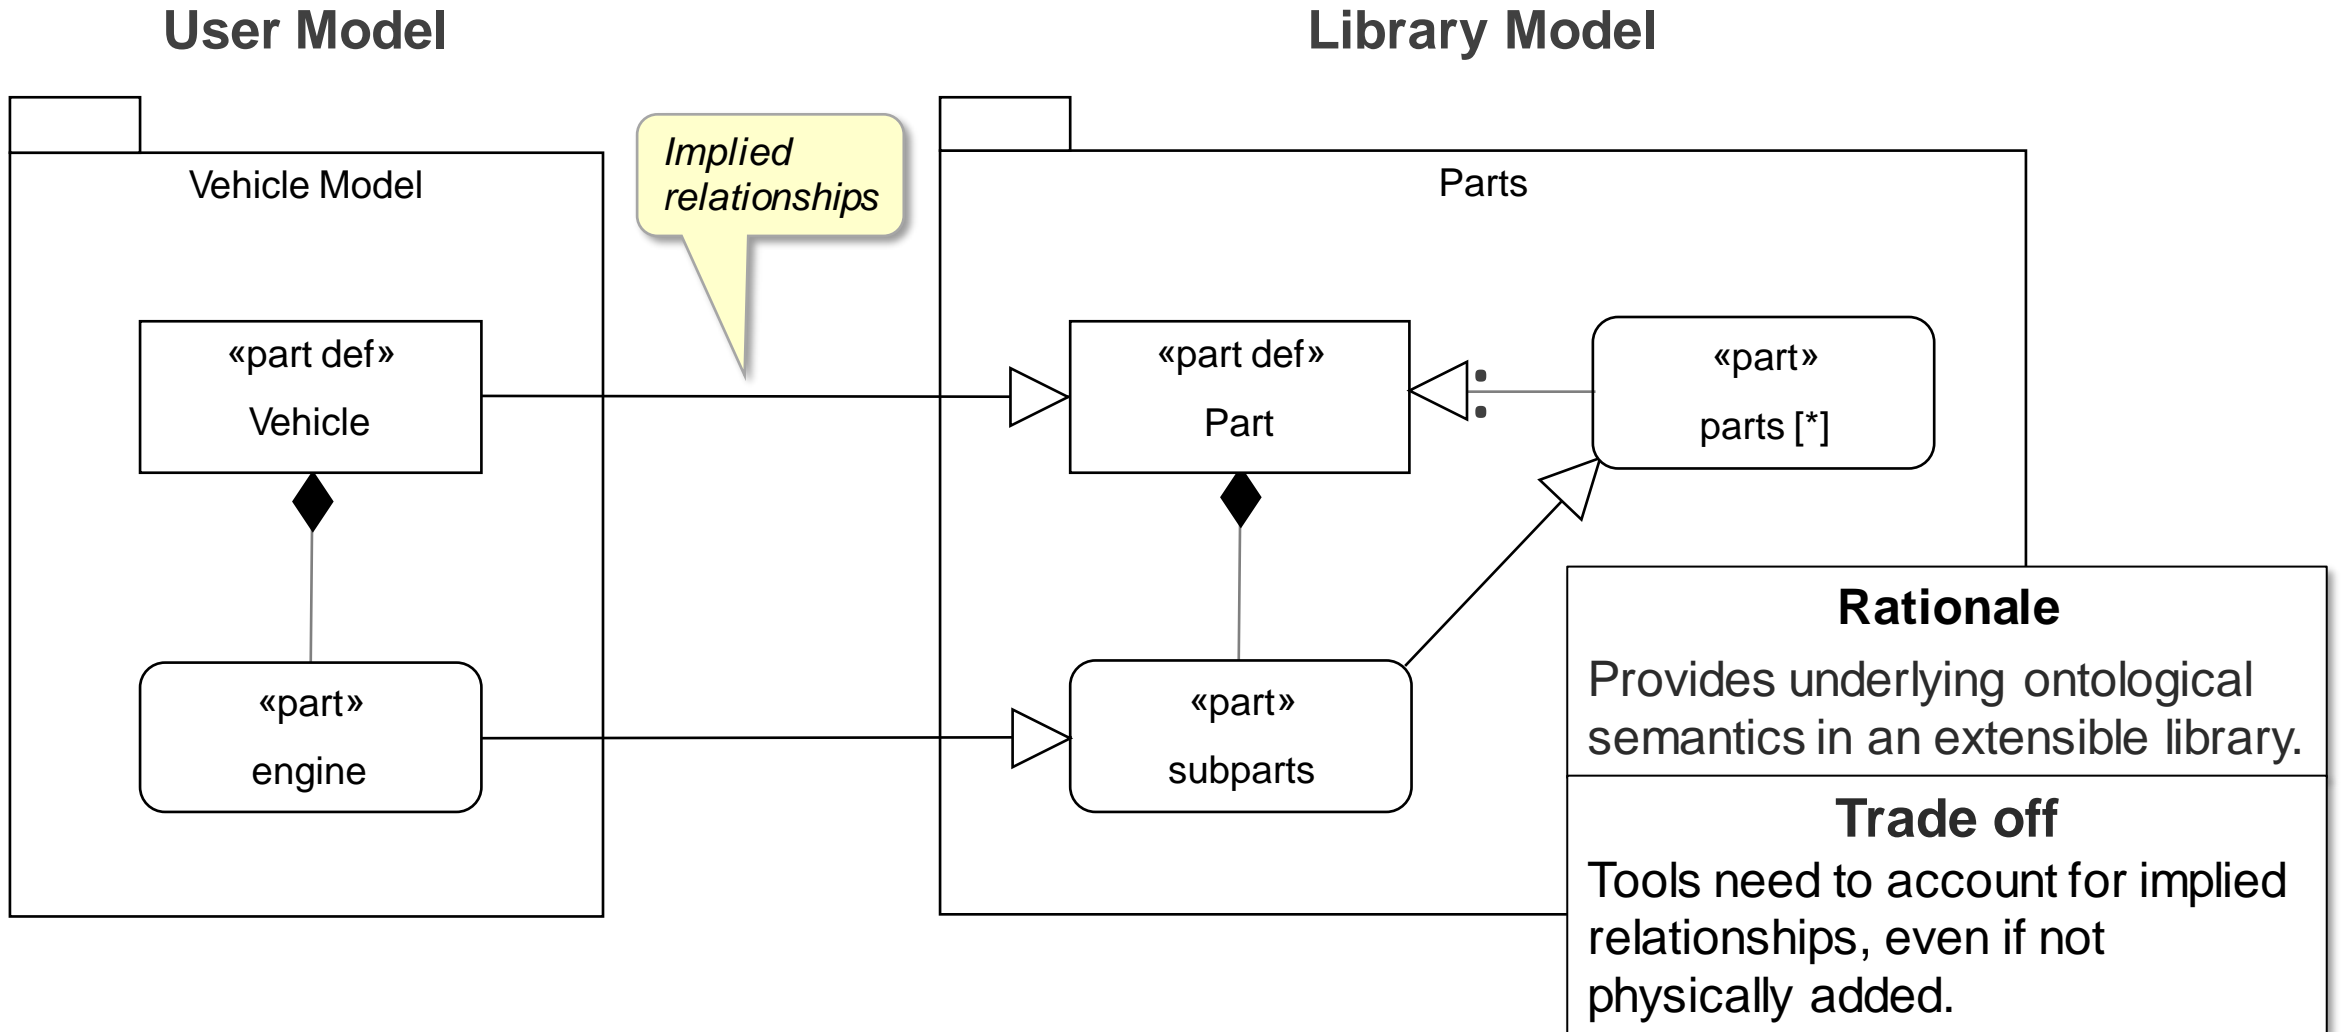 User Model
Library Model
Vehicle Model
Implied
relationships
Parts
«part def»
Vehicle
«part def»
Part
«part»
parts [*]
«part»
engine
«part»
subparts
Rationale
Provides underlying ontological
semantics in an extensible library.
Trade off
Tools need to account for implied
relationships, even if not
physically added.